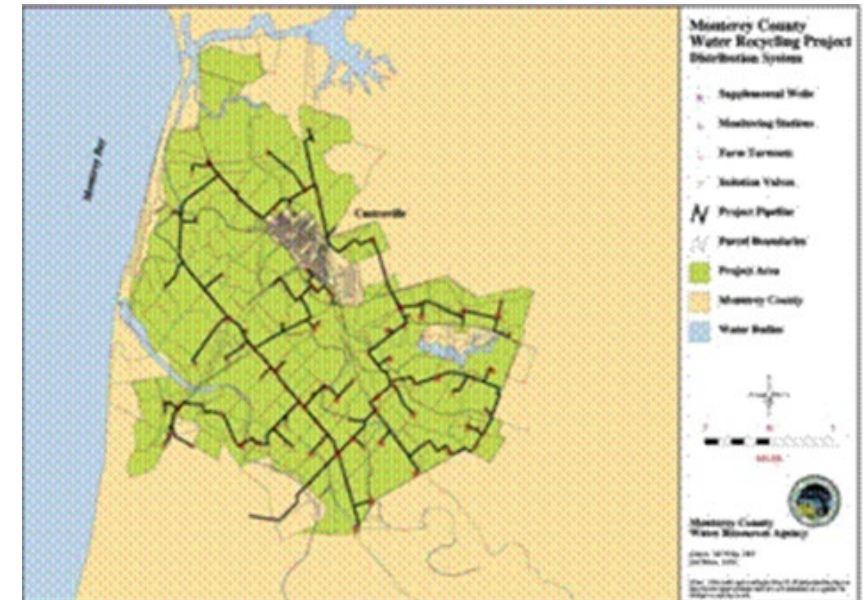 Monterey County
Water Recycling Project
Distribution System
Supplemental Wells
Monitoring Stations
Farm Turnouts
Isolation Valves
Project Pipeline
Parcel Boundaries
Project Area
Monterey County
Water Bodies
Monterey Bay
Castroville
MILES
Monterey County
Water Resources Agency